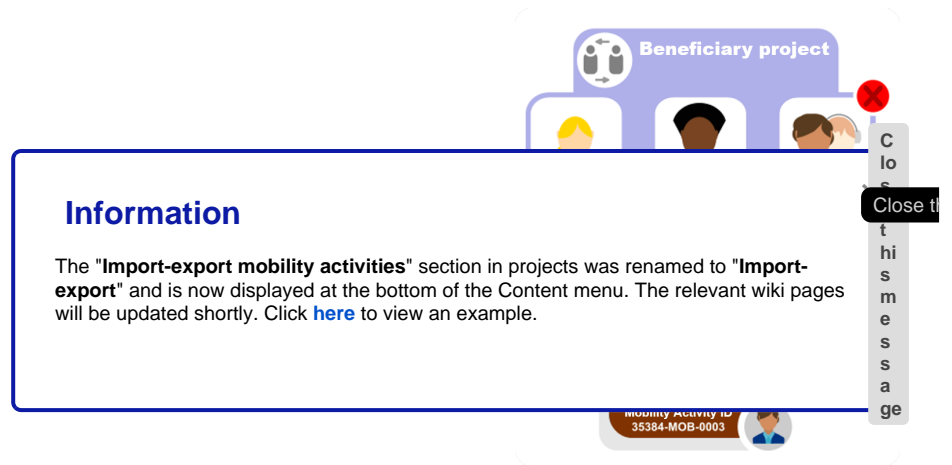 Beneficiary project
C
lo
s
Close th
t
hi
s
m
e
s
s
a
ge
Information
The "Import-export mobility activities" section in projects was renamed to "Import-
export" and is now displayed at the bottom of the Content menu. The relevant wiki pages
will be updated shortly. Click here to view an example.
Mobility Activity ID
35384-MOB-0003